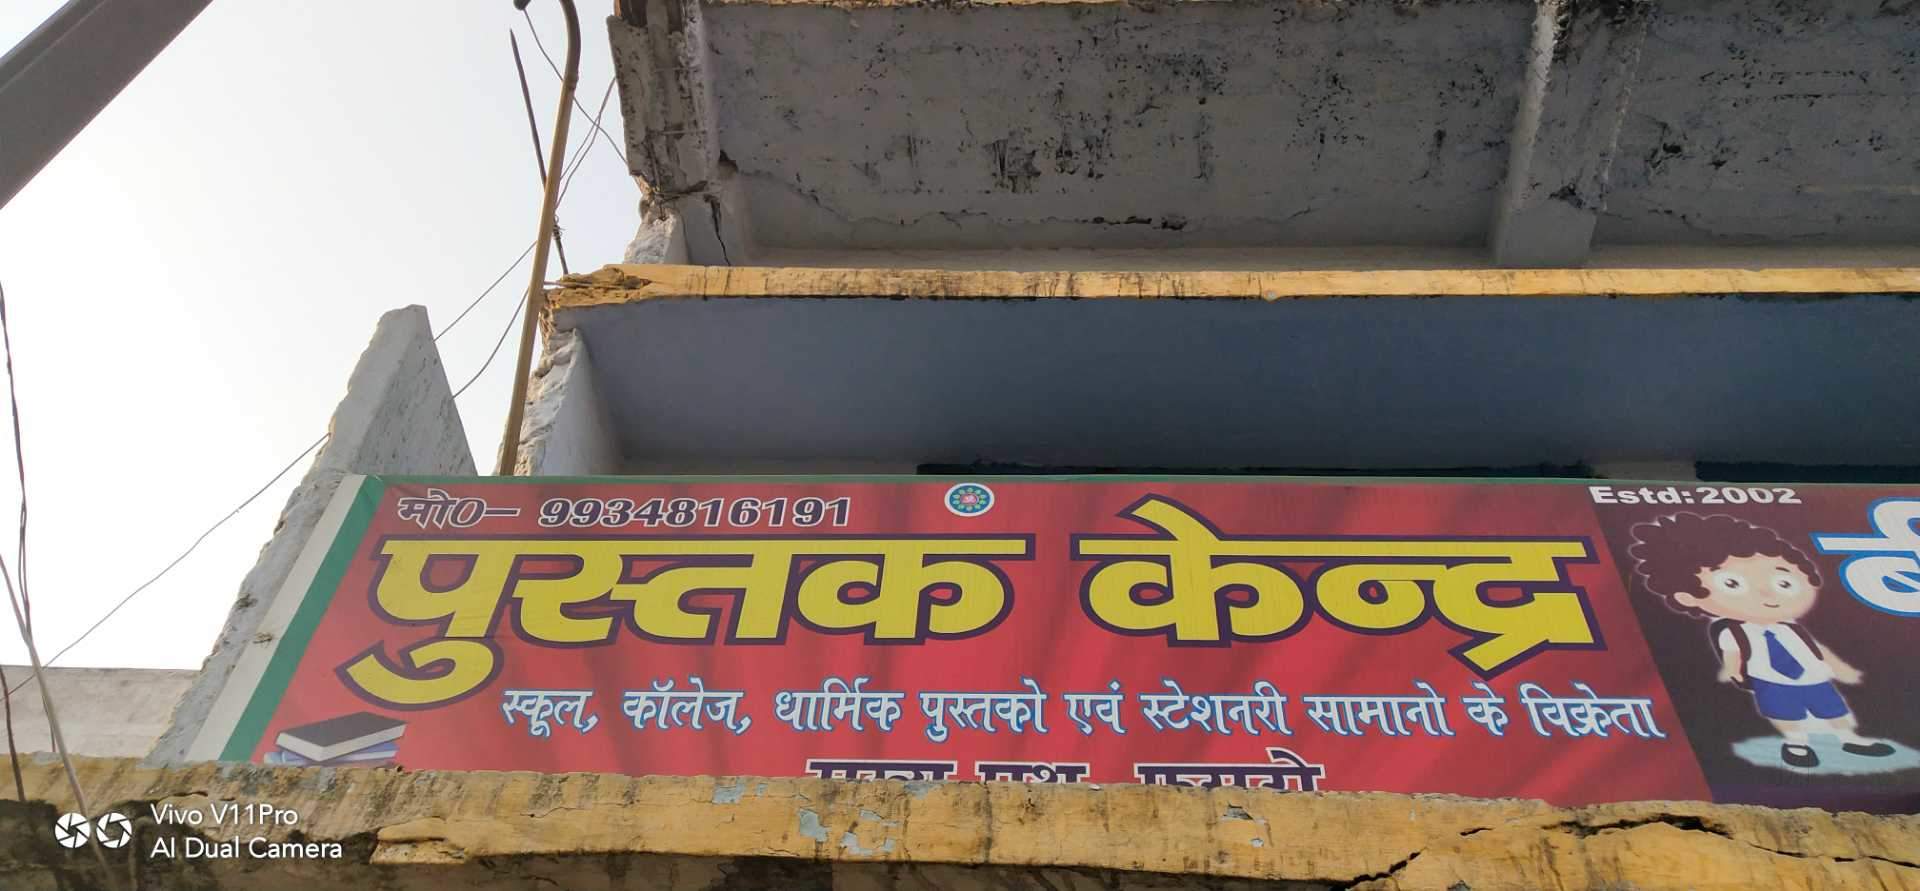 मो0- 9934816191
Estd:2002
पुस्तक केन्द्र
स्कूल, कॉलेज, धार्मिक पुस्तको एवं स्टेशनरी सामानो के विक्रेता
Vivo V11Pro
AI Dual Camera